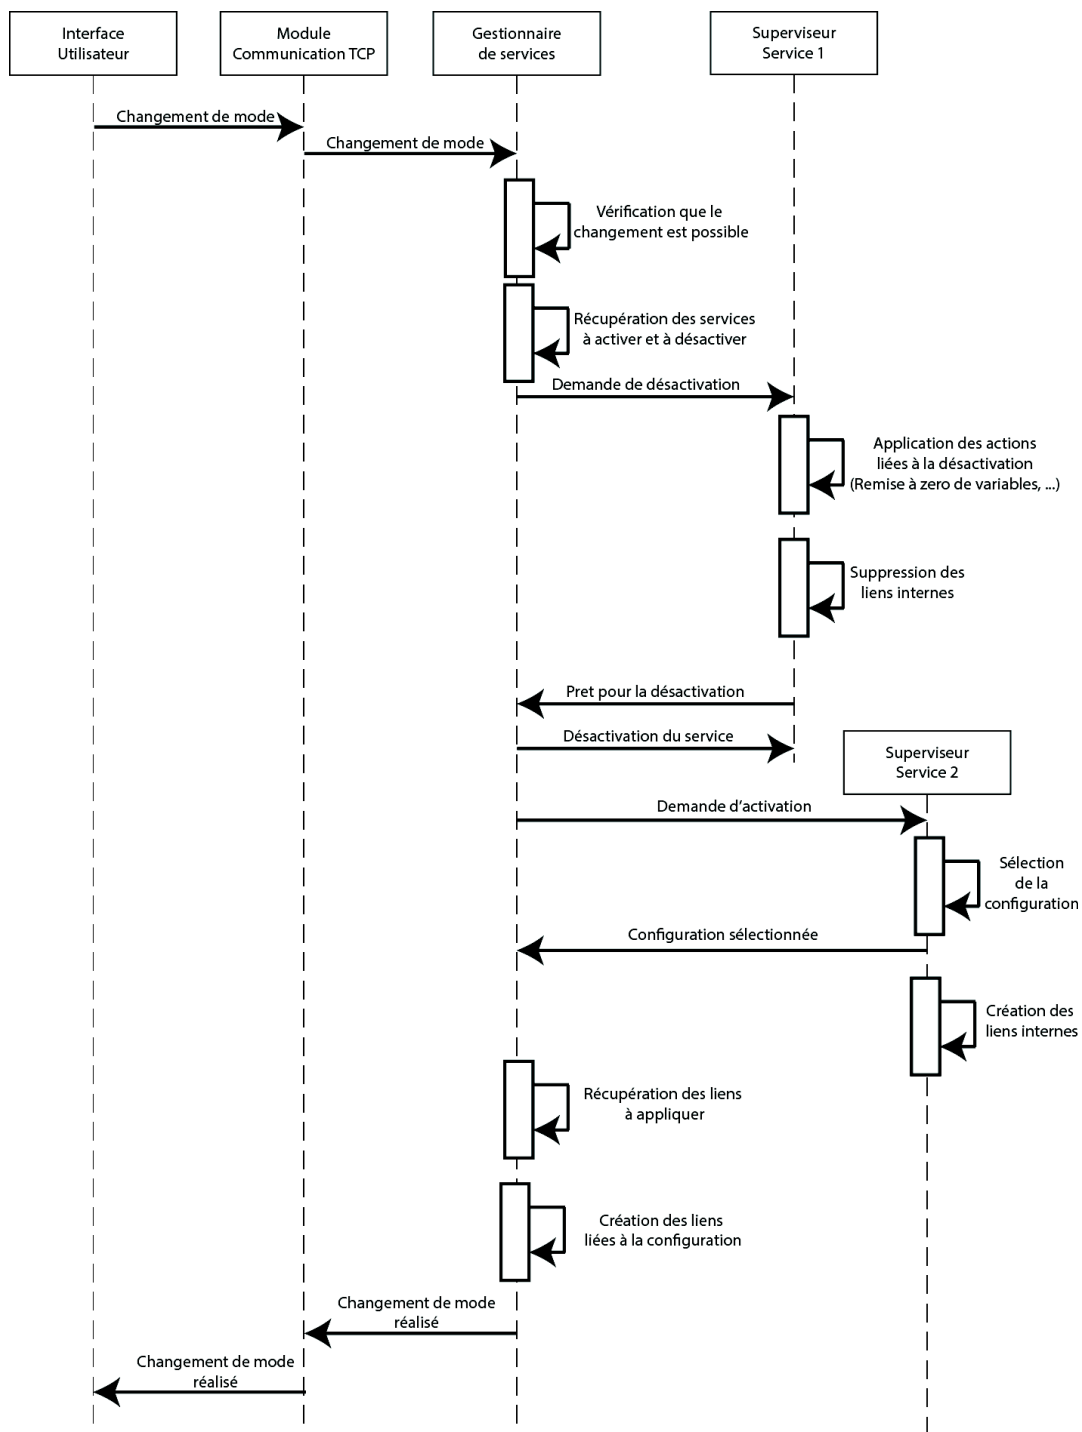 Interface
Utilisateur
Module
Communication TCP
Gestionnaire
de services
Superviseur
Service 1
Changement de mode
Changement de mode
Vérification que le
changement est possible
Récupération des services
à activer et à désactiver
Demande de désactivation
Application des actions
liées à la désactivation
(Remise à zero de variables, ...)
Suppression des
liens internes
Pret pour la désactivation
Désactivation du service
Superviseur
Service 2
Demande d'activation
Sélection
de la
configuration
Configuration sélectionnée
Création des
liens internes
Récupération des liens
à appliquer
Création des liens
liées à la configuration
Changement de mode
réalisé
Changement de mode
réalisé